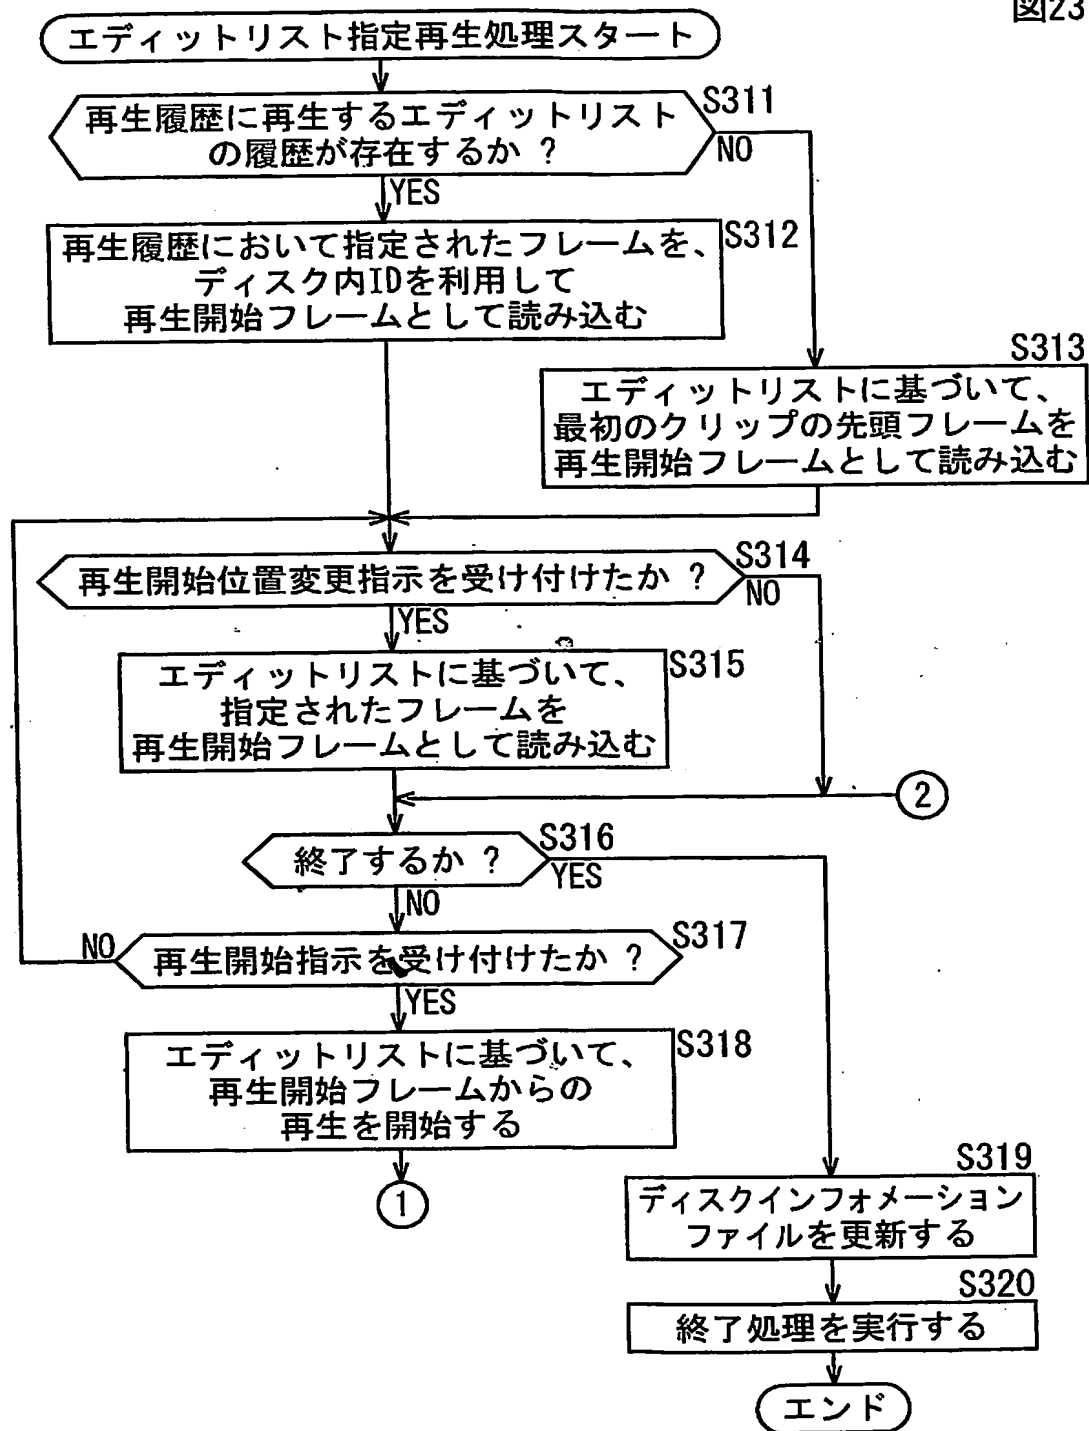 図23
エディットリスト指定再生処理スタート
S311
再生履歴に再生するエディットリスト
の履歴が存在するか ?
NO
YES
S312
再生履歴において指定されたフレームを、
ディスク内IDを利用して
再生開始フレームとして読み込む
S313
エディットリストに基づいて、
最初のクリップの先頭フレームを
再生開始フレームとして読み込む
S314
再生開始位置変更指示を受け付けたか ?
NO
YES
S315
エディットリストに基づいて、
指定されたフレームを
再生開始フレームとして読み込む
2
S316
終了するか ?
YES
NO
S317
NO
再生開始指示を受け付けたか ?
YES
S318
エディットリストに基づいて、
再生開始フレームからの
再生を開始する
1
S319
ディスクインフォメーション
ファイルを更新する
S320
終了処理を実行する
エンド